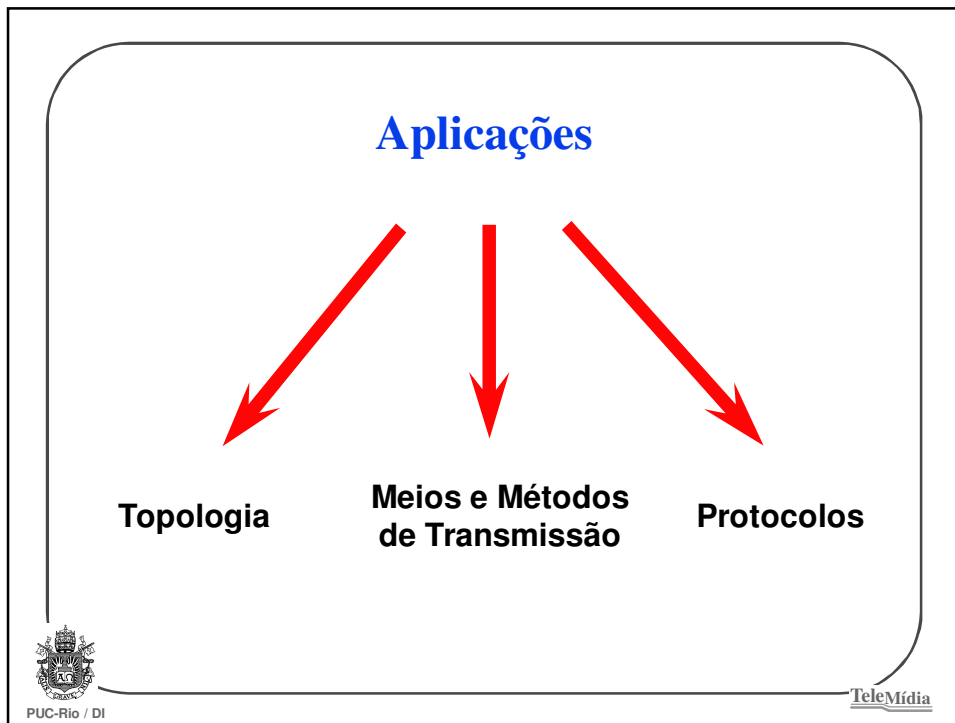 Aplicações
Topologia
Meios e Métodos
de Transmissão
Protocolos
PUC-Rio / DI
TeleMídia